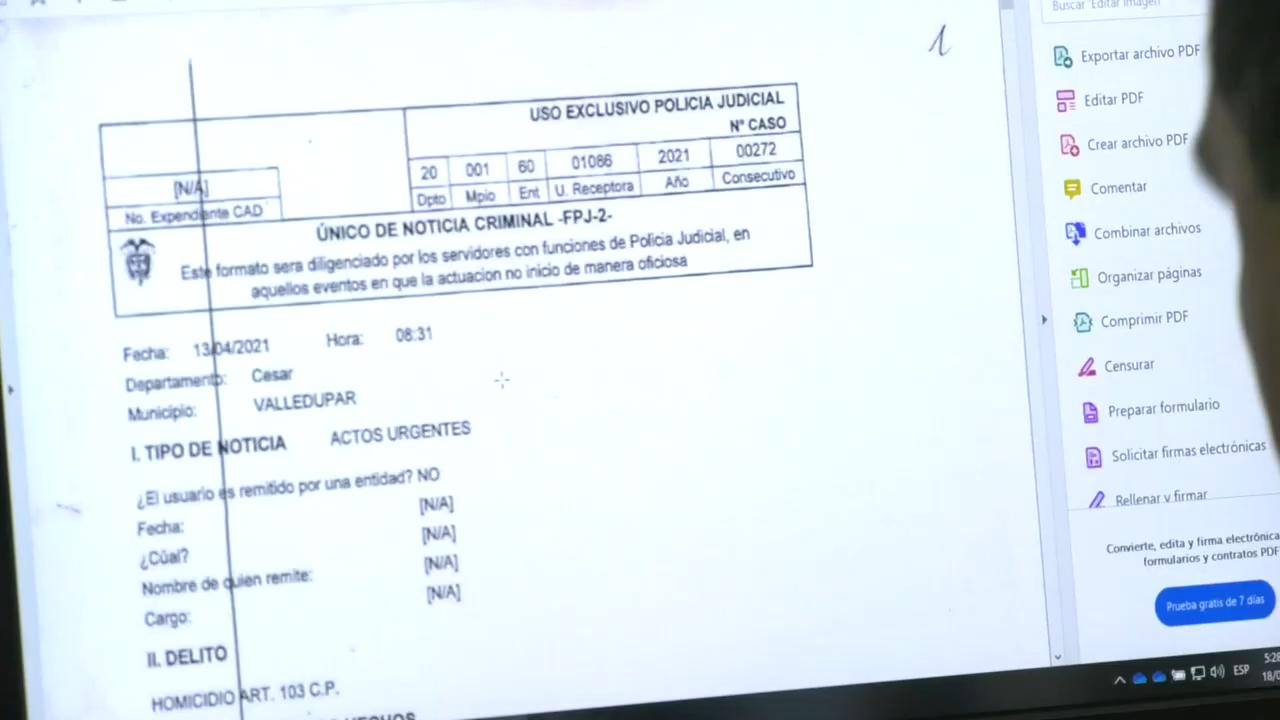 1
USO EXCLUSIVO POLICIA JUDICIAL
N° CASO
20 001 60 01086 2021 00272
Dpto Mpio Ent U. Receptora Año Consecutivo
[N/A]
No. Expendiente CAD
ÚNICO DE NOTICIA CRIMINAL -FPJ-2-
Este formato sera diligenciado por los servidores con funciones de Policia Judicial, en
aquellos eventos en que la actuacion no inicio de manera oficiosa
Fecha: 13/04/2021 Hora: 08:31
Departamento: Cesar
Municipio: VALLEDUPAR
I. TIPO DE NOTICIA ACTOS URGENTES
¿El usuario es remitido por una entidad? NO
Fecha: [N/A]
¿Cúal? [N/A]
Nombre de quien remite: [N/A]
Cargo: [N/A]
II. DELITO
HOMICIDIO ART. 103 C.P.
HECHOS
Buscar 'Editar imagen'
Exportar archivo PDF
Editar PDF
Crear archivo PDF
Comentar
Combinar archivos
Organizar páginas
Comprimir PDF
Censurar
Preparar formulario
Solicitar firmas electrónicas
Rellenar y firmar
Convierte, edita y firma electrónica
formularios y contratos PDF
Prueba gratis de 7 días
ESP
5:28
18/0